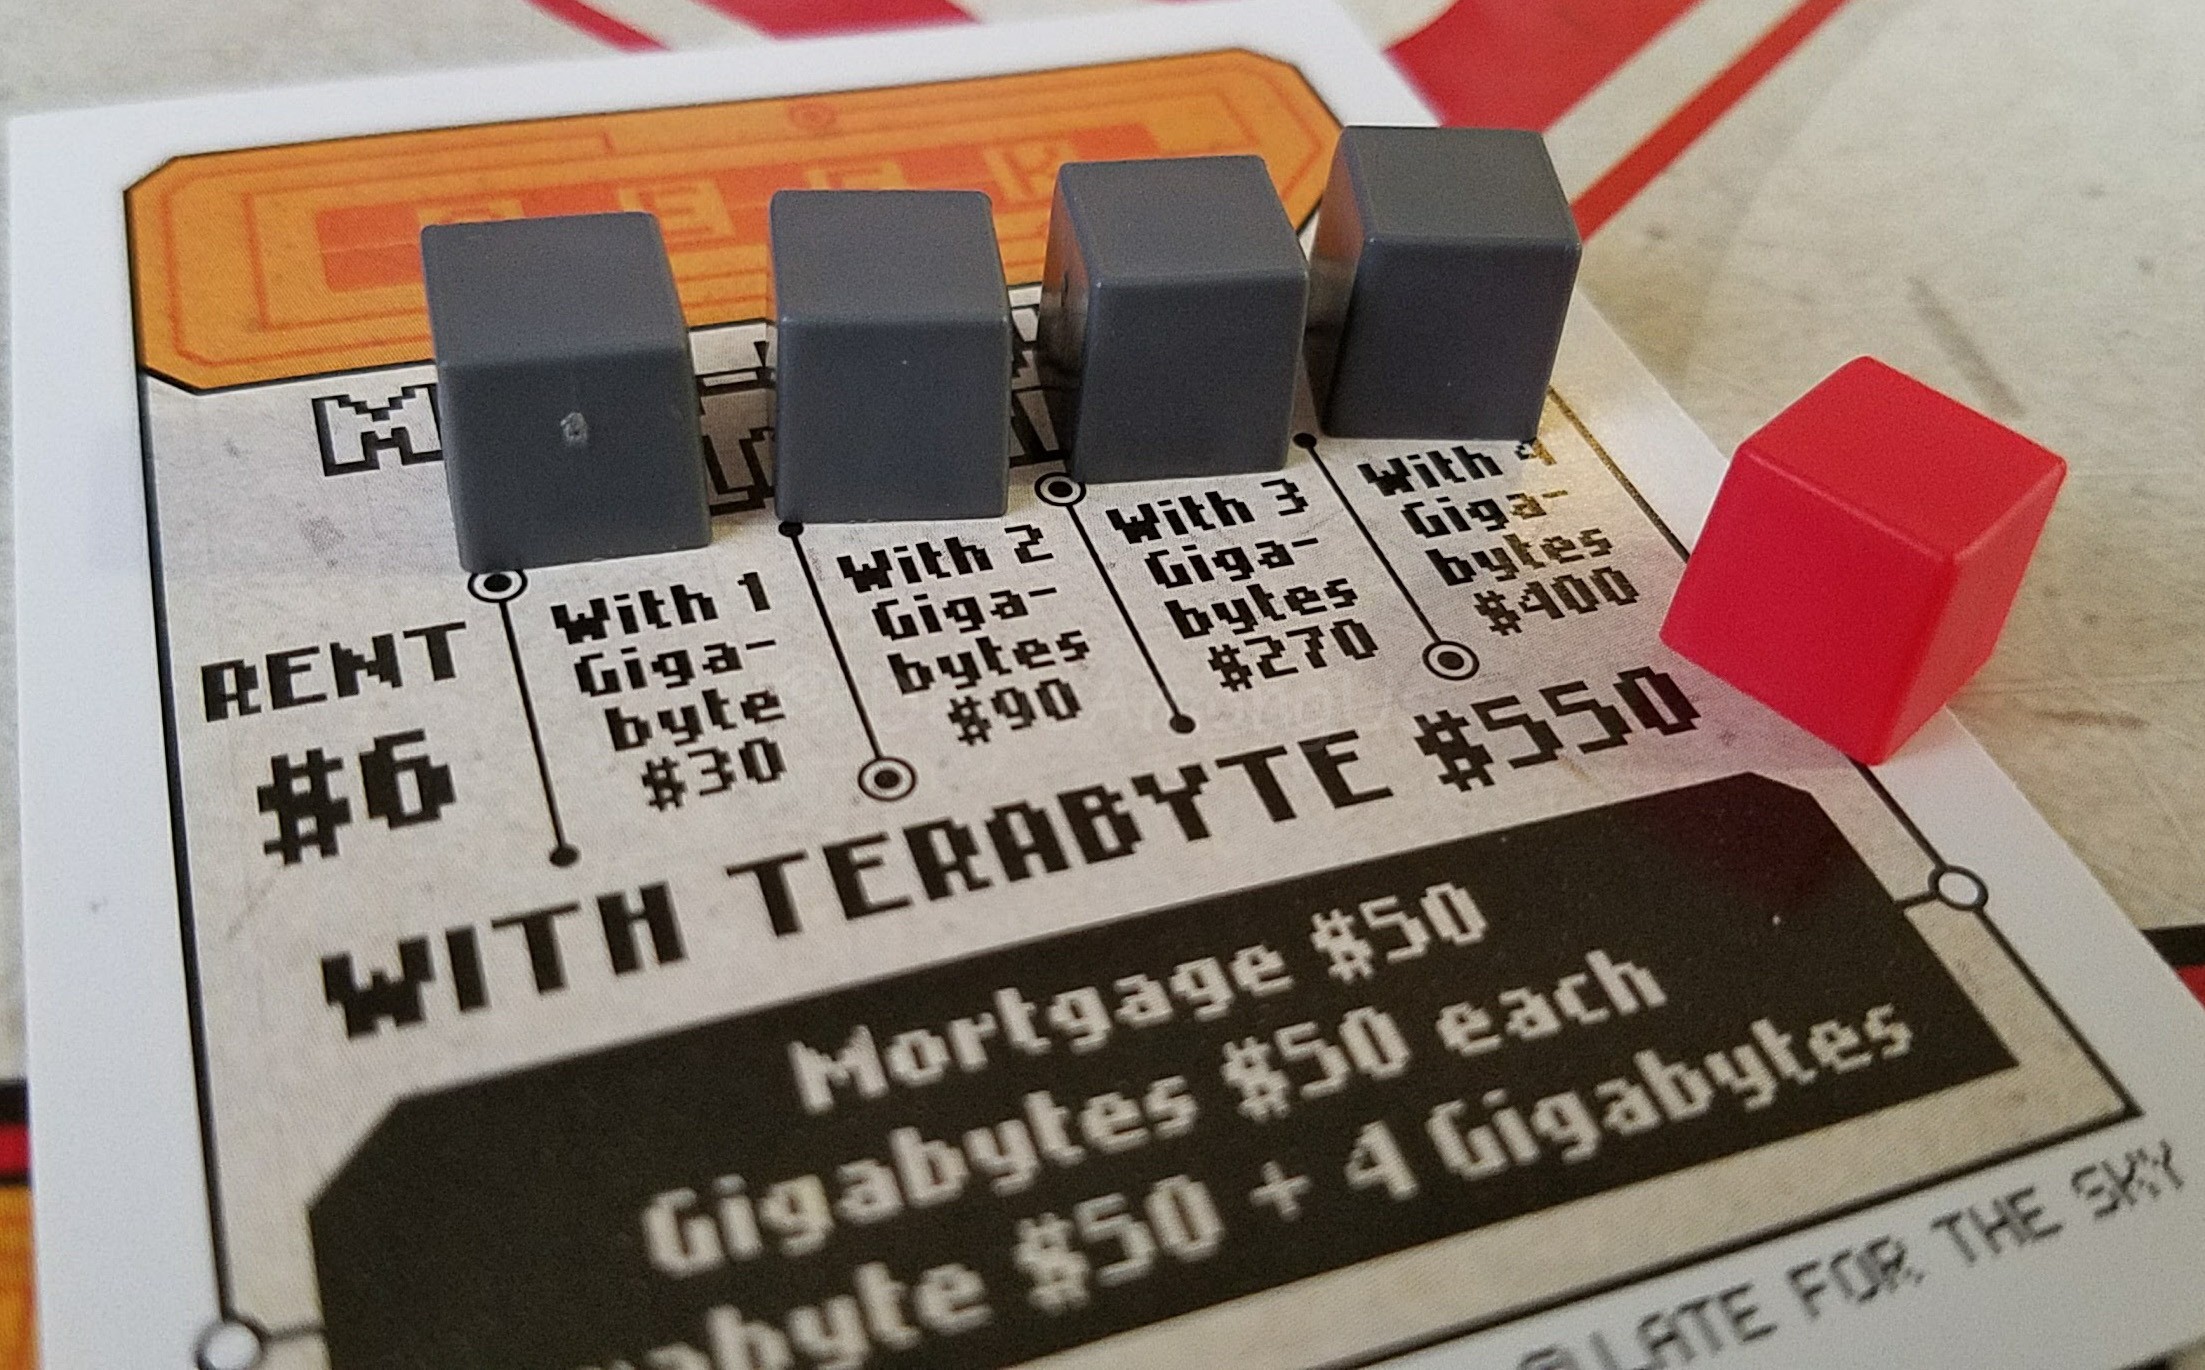 RENT
$6
With 1
Giga-
byte
$30
With 2
Giga-
bytes
$90
With 3
Giga-
bytes
$270
With 4
Giga-
bytes
$400
WITH TERABYTE $550
Mortgage $50
Gigabytes $50 each
abyte $50 + 4 Gigabytes
LATE FOR THE SKY